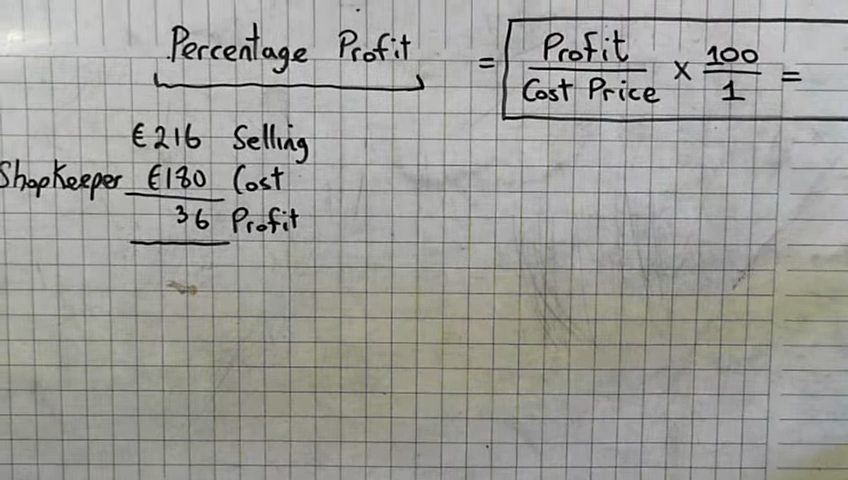 Percentage Profit = Profit / Cost Price × 100 / 1 =
€216 Selling
Shopkeeper €180 Cost
36 Profit